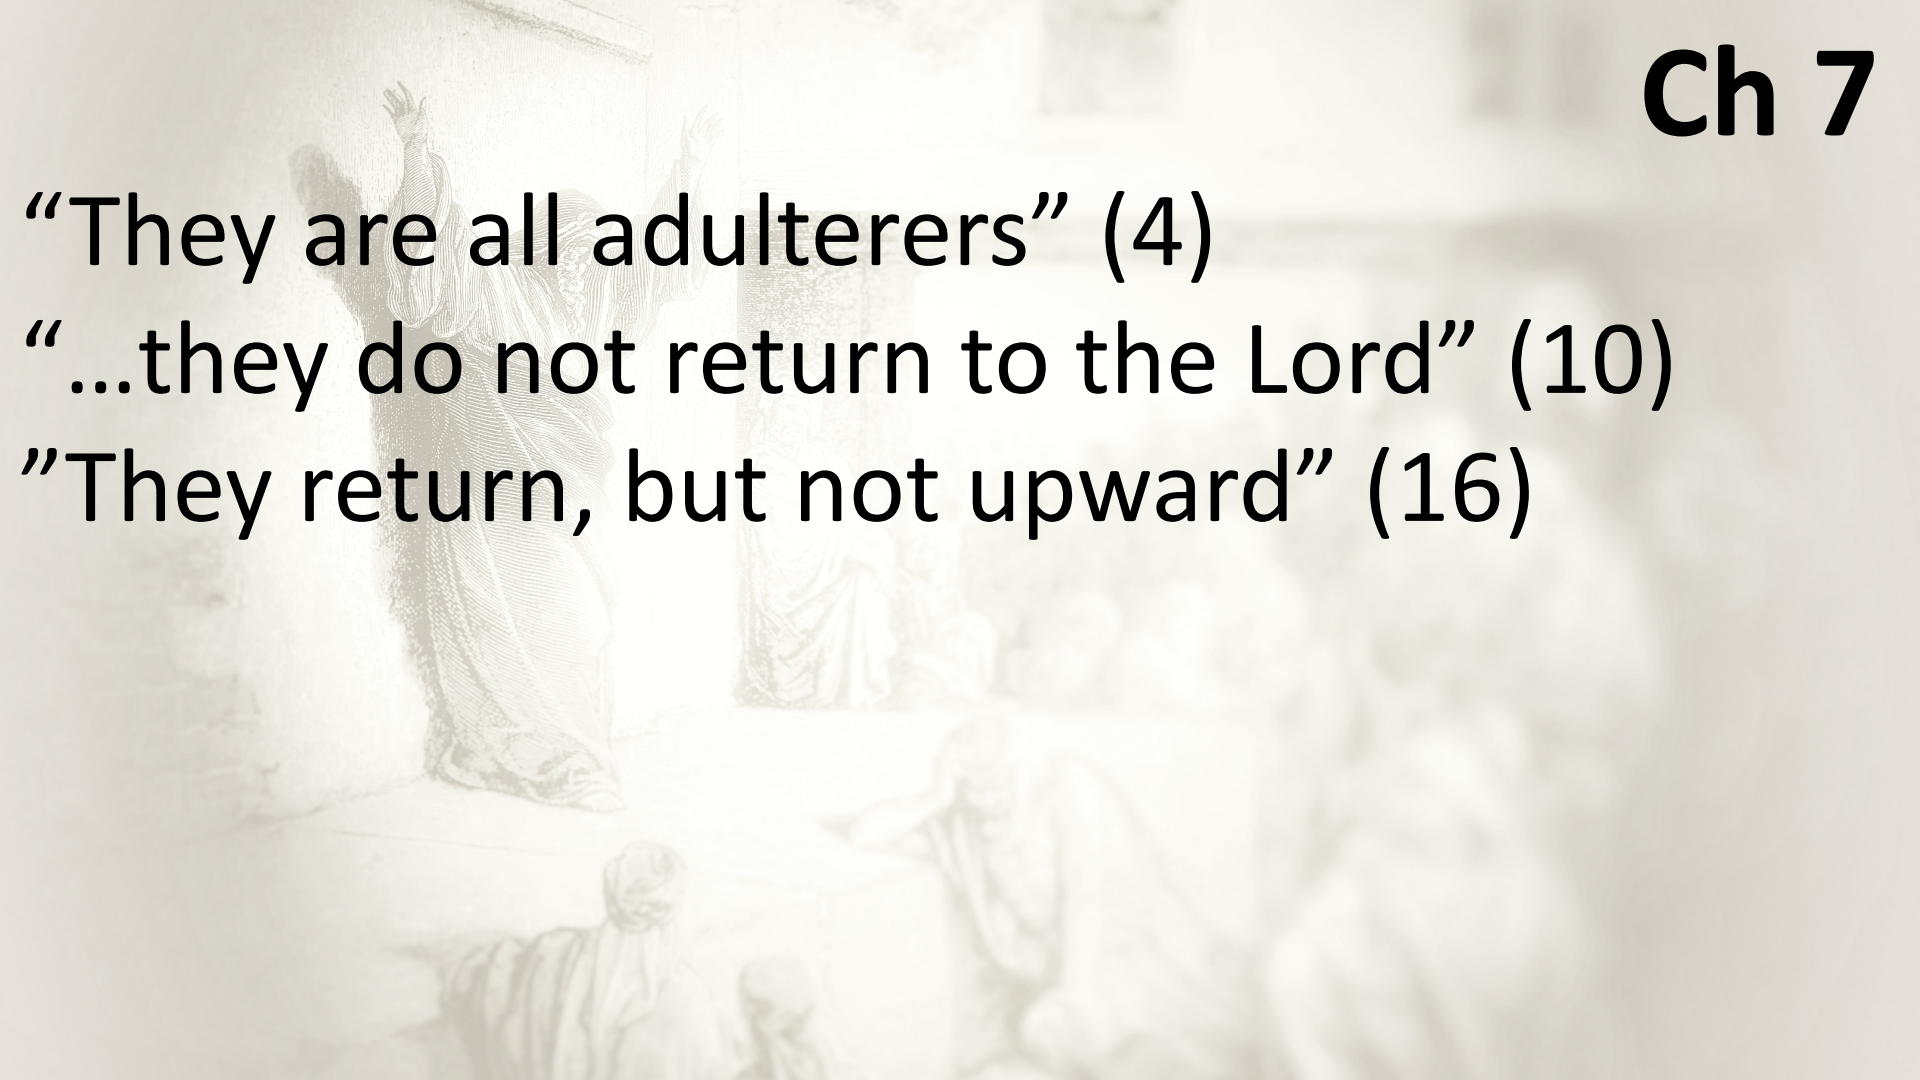 Ch 7
“They are all adulterers” (4)
“…they do not return to the Lord” (10)
”They return, but not upward” (16)